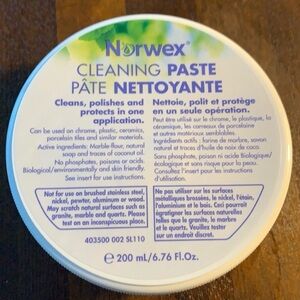 Norwex®
CLEANING PASTE
PÂTE NETTOYANTE
Cleans, polishes and
protects in one
application.
Can be used on chrome, plastic, ceramics,
porcelain tiles and similar materials.
Active ingredients: Marble flour, natural
soap and traces of coconut oil.
No phosphates, poisons or acids.
Biological/environmentally and skin friendly.
See insert for use instructions.
Nettoie, polit et protège
en un seule opération.
Peut être utilisé sur le chrome, le plastique, la
céramique, les carreaux de porcelaine
et autres matériaux semblables.
Ingrédients actifs : farine de marbre, savon
naturel et traces d'huile de noix de coco.
Sans phosphate, poison ni acide Biologique/
écologique et sans risque pour la peau.
Consultez l'insert pour les instructions
d'utilisation.
Not for use on brushed stainless steel,
nickel, pewter, aluminum or wood.
May scratch natural surfaces such as
granite, marble and quartz. Please
test on an inconspicuous place.
Ne pas utiliser sur les surfaces
métalliques brossées, le nickel, l'étain,
l'aluminium et le bois. Ceci pourrait
égratigner les surfaces naturelles
telles que le granite, le marbre
et le quartz. Veuillez tester
sur un endroit discret.
403500 002 SL110
e 200 mL/6.76 Fl.Oz.